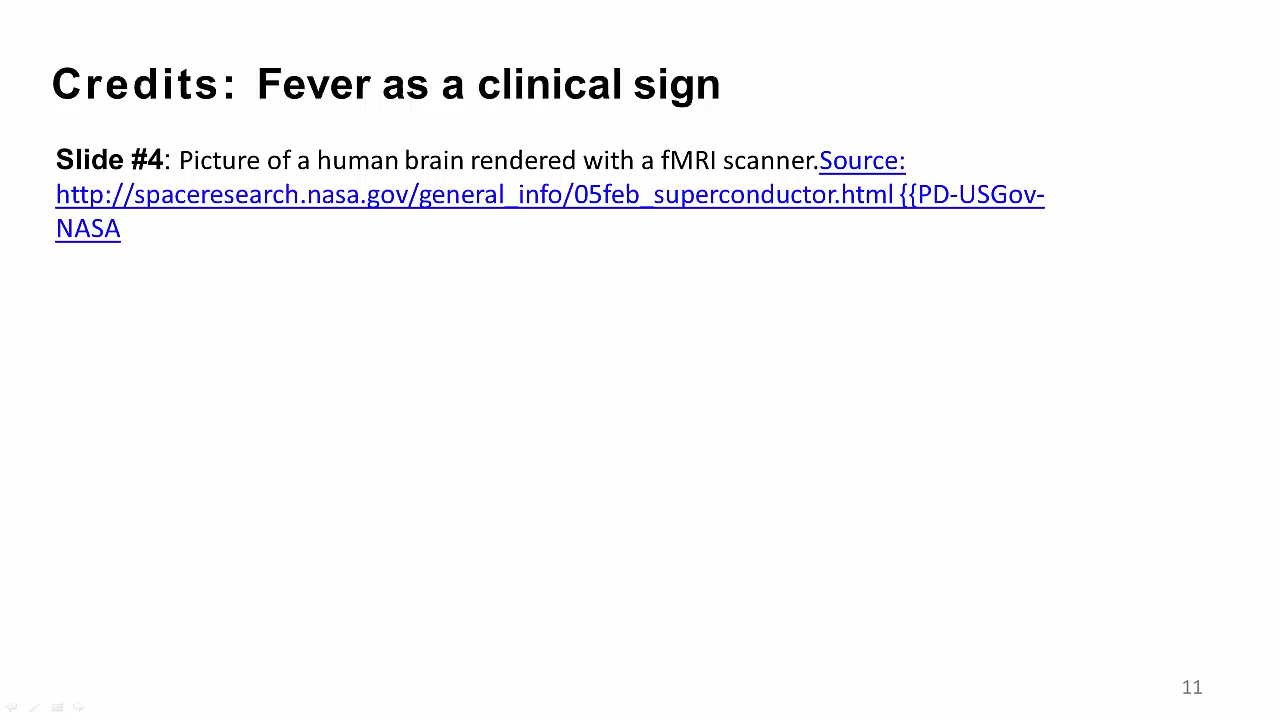 Credits: Fever as a clinical sign
Slide #4: Picture of a human brain rendered with a fMRI scanner.Source:
http://spaceresearch.nasa.gov/general_info/05feb_superconductor.html {{PD-USGov-
NASA
11